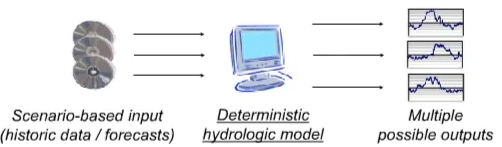 Scenario-based input
(historic data / forecasts)
Deterministic
hydrologic model
Multiple
possible outputs